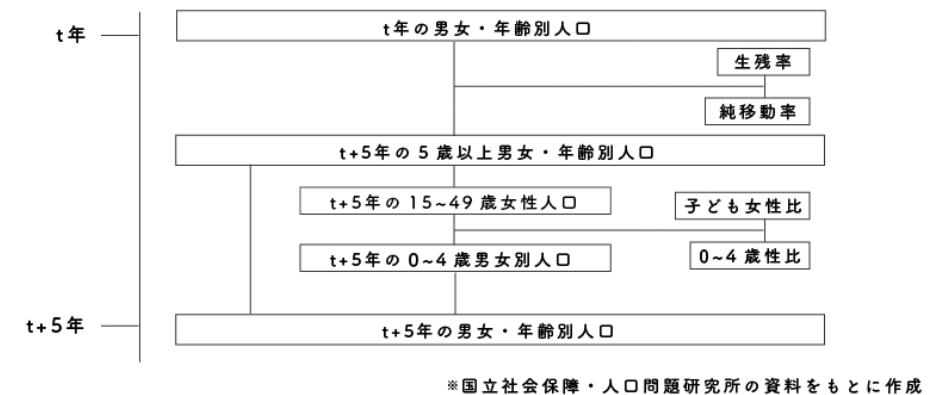 t年
t年の男女・年齢別人口
生残率
純移動率
t+5年の5歳以上男女・年齢別人口
t+5年の15~49歳女性人口
子ども女性比
t+5年の0~4歳男女別人口
0~4歳性比
t+5年
t+5年の男女・年齢別人口
※国立社会保障・人口問題研究所の資料をもとに作成